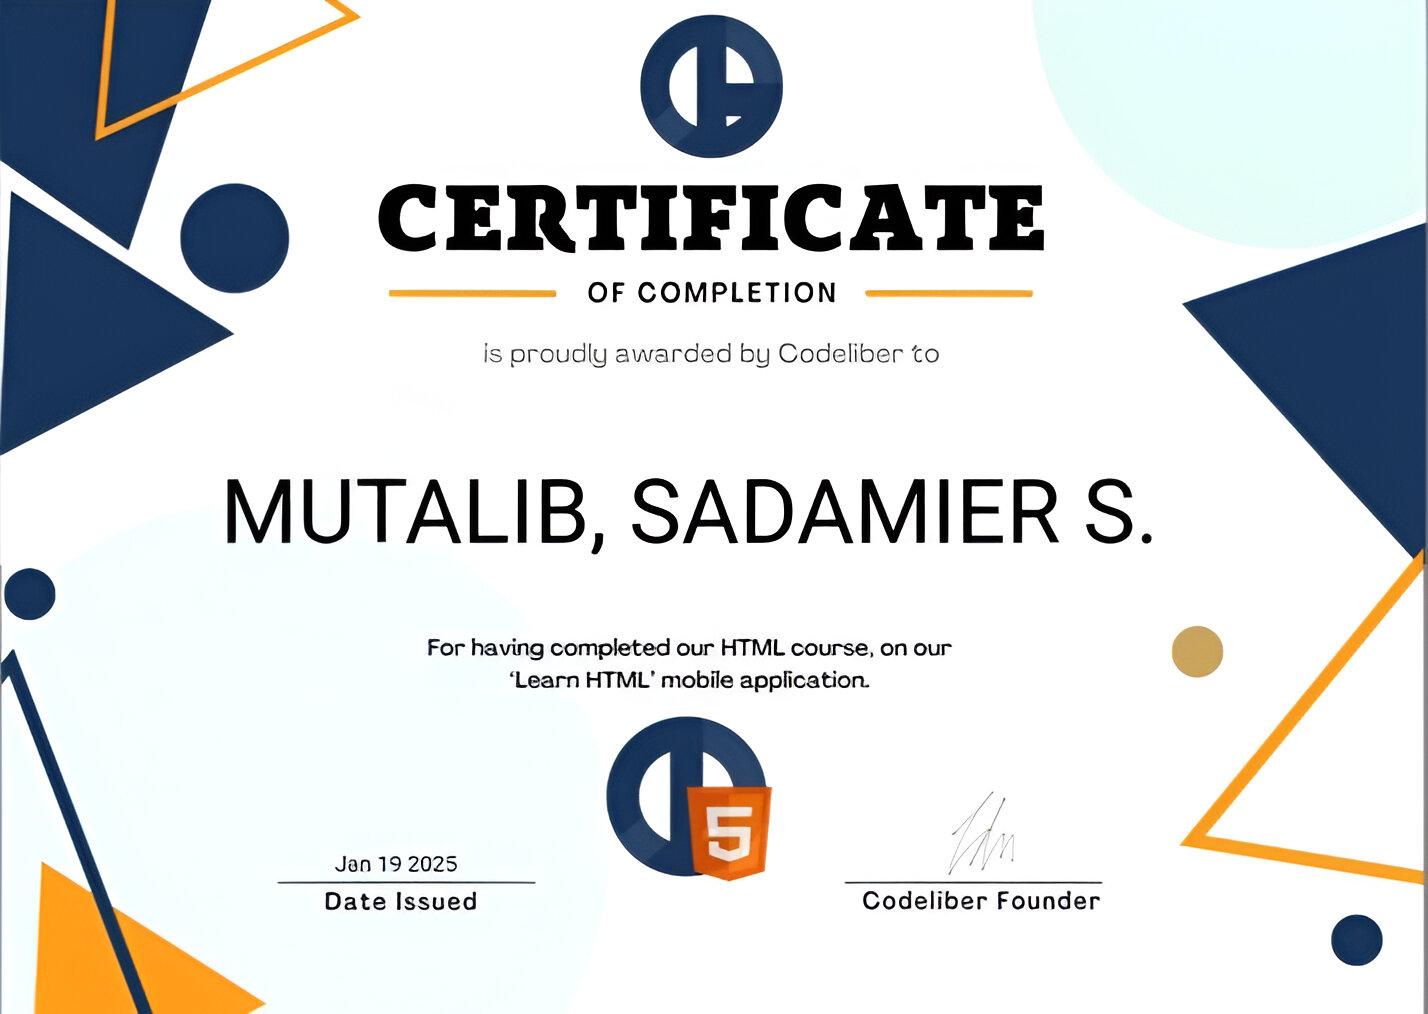 CERTIFICATE
OF COMPLETION
is proudly awarded by Codeliber to
MUTALIB, SADAMIER S.
For having completed our HTML course, on our
‘Learn HTML’ mobile application.
5
Jan 19 2025
Date Issued
Codeliber Founder